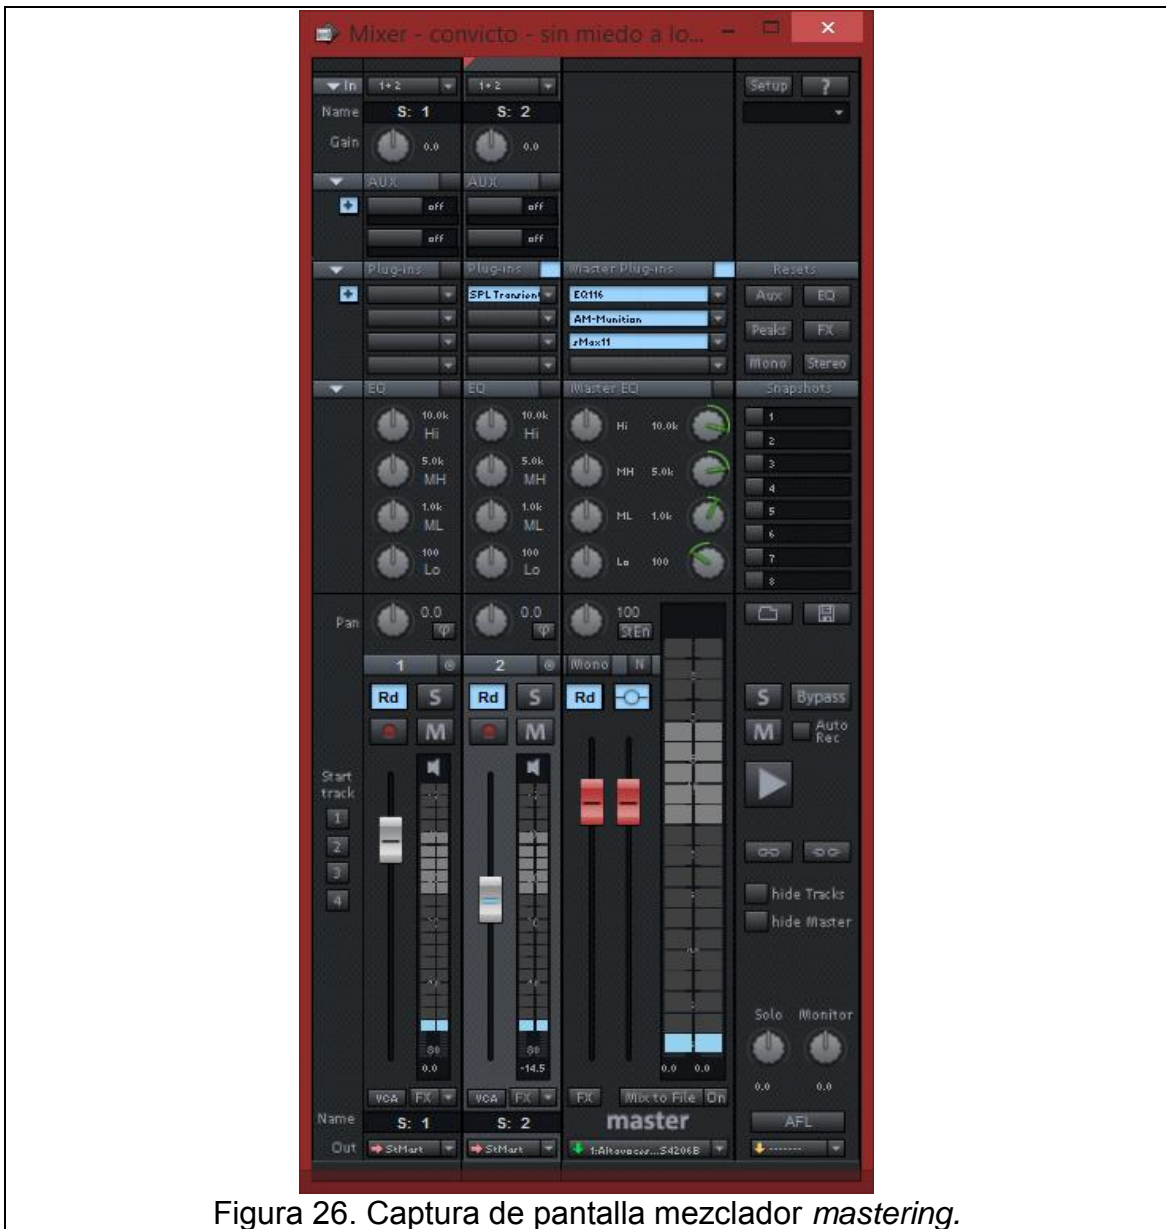 Mixer - convicto - sin miedo a lo...
In 1+2 1+2 Setup ?
Name S: 1 S: 2
Gain 0.0 0.0
AUX AUX
off off
off off
Plug-ins Plug-ins Master Plug-ins Resets
EQ116 Aux EQ
AM-Munition
sMax11 Peaks FX
Mono Stereo
EQ EQ Master EQ Snapshots
10.0k 10.0k Hi 10.0k 1
Hi Hi 2
5.0k 5.0k MH 5.0k 3
MH MH 4
1.0k 1.0k ML 1.0k 5
ML ML 6
100 100 Lo 100 7
Lo Lo 8
Pan 0.0 0.0 100
StEn
1 2 Mono N
Rd S Rd S Rd S Bypass
M M M Auto
Rec
Start
track
1
2
3
4
hide Tracks
hide Master
Solo Monitor
80 80
0.0 -14.5 0.0 0.0
0.0 0.0
VCA FX VCA FX FX Mix to File On
Name S: 1 S: 2 master AFL
Out StMast StMast
Figura 26. Captura de pantalla mezclador mastering.